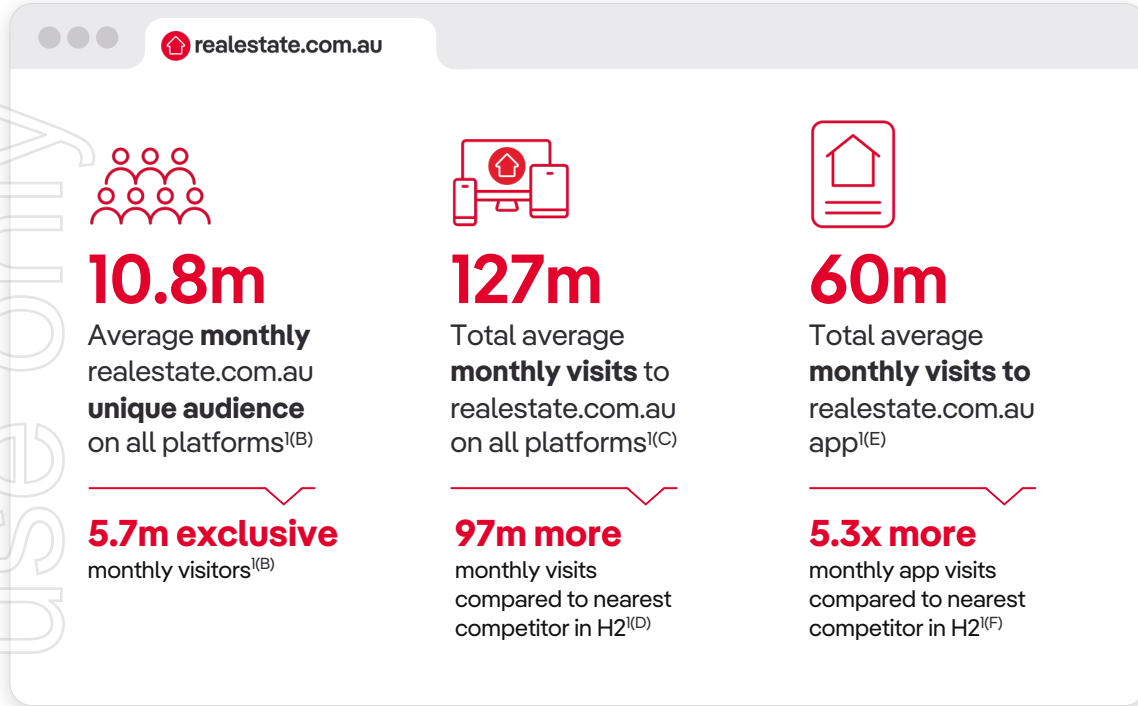 realestate.com.au
use only
10.8m
Average monthly
realestate.com.au
unique audience
on all platforms¹⁽ᴮ⁾
5.7m exclusive
monthly visitors¹⁽ᴮ⁾
127m
Total average
monthly visits to
realestate.com.au
on all platforms¹⁽ᶜ⁾
97m more
monthly visits
compared to nearest
competitor in H2¹⁽ᴰ⁾
60m
Total average
monthly visits to
realestate.com.au
app¹⁽ᴱ⁾
5.3x more
monthly app visits
compared to nearest
competitor in H2¹⁽ᶠ⁾